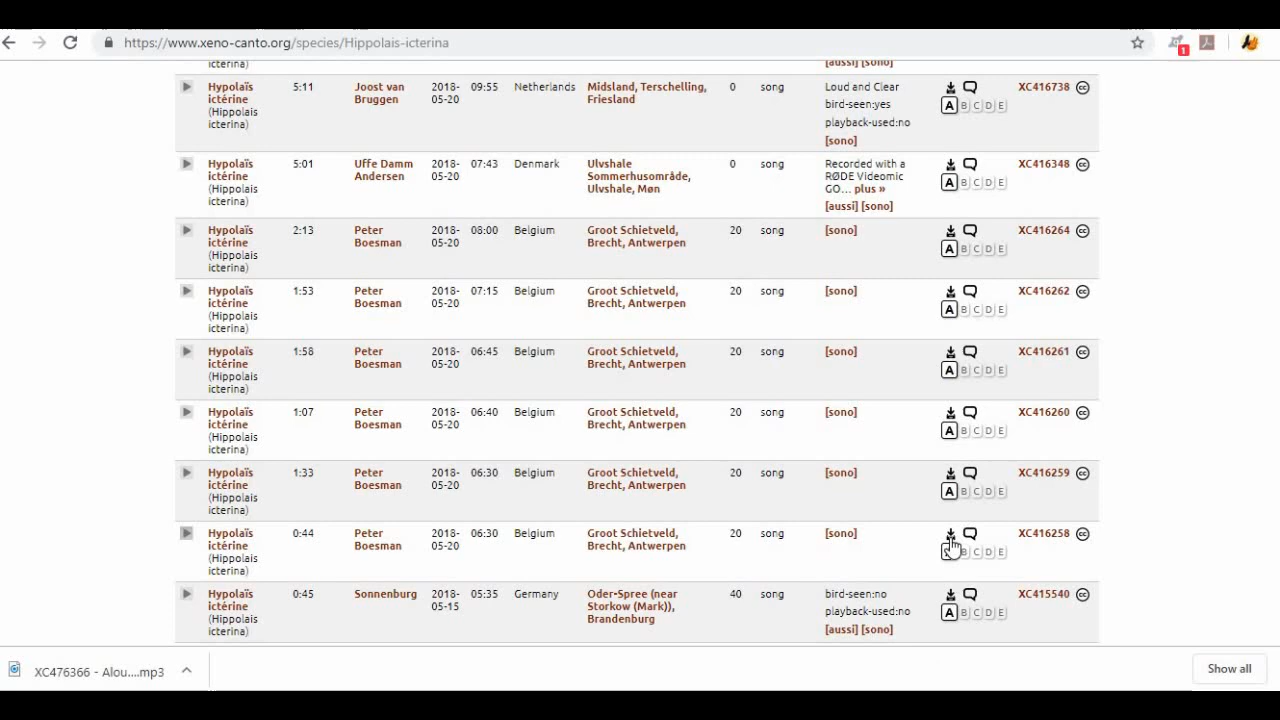 https://www.xeno-canto.org/species/Hippolais-icterina
1
icterina)
[aussi] [sono]
Hypolaïs ictérine (Hippolais icterina) 5:11 Joost van Bruggen 2018-05-20 09:55 Netherlands Midsland, Terschelling, Friesland 0 song Loud and Clear bird-seen:yes playback-used:no [sono] A B C D E XC416738 cc
Hypolaïs ictérine (Hippolais icterina) 5:01 Uffe Damm Andersen 2018-05-20 07:43 Denmark Ulvshale Sommerhusområde, Ulvshale, Møn 0 song Recorded with a RØDE Videomic GO... plus » [aussi] [sono] A B C D E XC416348 cc
Hypolaïs ictérine (Hippolais icterina) 2:13 Peter Boesman 2018-05-20 08:00 Belgium Groot Schietveld, Brecht, Antwerpen 20 song [sono] A B C D E XC416264 cc
Hypolaïs ictérine (Hippolais icterina) 1:53 Peter Boesman 2018-05-20 07:15 Belgium Groot Schietveld, Brecht, Antwerpen 20 song [sono] A B C D E XC416262 cc
Hypolaïs ictérine (Hippolais icterina) 1:58 Peter Boesman 2018-05-20 06:45 Belgium Groot Schietveld, Brecht, Antwerpen 20 song [sono] A B C D E XC416261 cc
Hypolaïs ictérine (Hippolais icterina) 1:07 Peter Boesman 2018-05-20 06:40 Belgium Groot Schietveld, Brecht, Antwerpen 20 song [sono] A B C D E XC416260 cc
Hypolaïs ictérine (Hippolais icterina) 1:33 Peter Boesman 2018-05-20 06:30 Belgium Groot Schietveld, Brecht, Antwerpen 20 song [sono] A B C D E XC416259 cc
Hypolaïs ictérine (Hippolais icterina) 0:44 Peter Boesman 2018-05-20 06:30 Belgium Groot Schietveld, Brecht, Antwerpen 20 song [sono] B C D E XC416258 cc
Hypolaïs ictérine (Hippolais icterina) 0:45 Sonnenburg 2018-05-15 05:35 Germany Oder-Spree (near Storkow (Mark)), Brandenburg 40 song bird-seen:no playback-used:no [aussi] [sono] A B C D E XC415540 cc
XC476366 - Alou....mp3
Show all